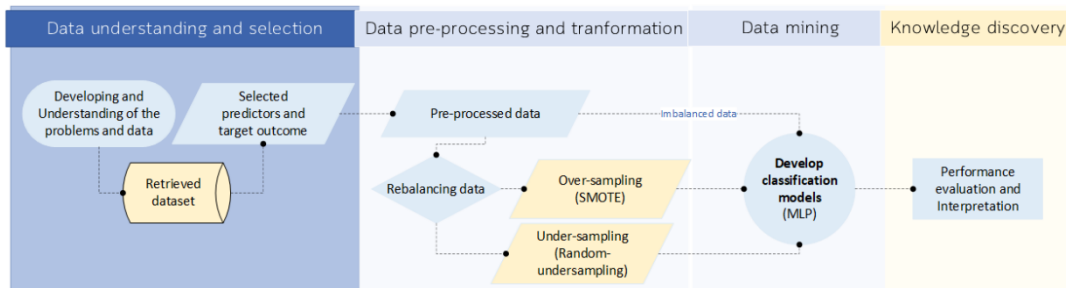 Data understanding and selection
Data pre-processing and tranformation
Data mining
Knowledge discovery
Developing and
Understanding of the
problems and data
Selected
predictors and
target outcome
Retrieved
dataset
Pre-processed data
Imbalanced data
Rebalancing data
Over-sampling
(SMOTE)
Under-sampling
(Random-
undersampling)
Develop
classification
models
(MLP)
Performance
evaluation and
Interpretation